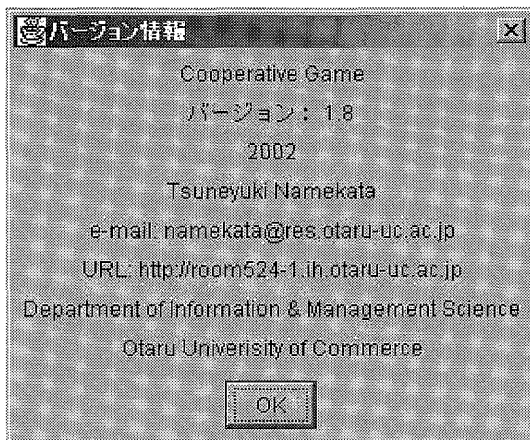 バージョン情報
Cooperative Game
バージョン： 1.8
2002
Tsuneyuki Namekata
e-mail: namekata@res.otaru-uc.ac.jp
URL: http://room524-1.ih.otaru-uc.ac.jp
Department of Information & Management Science
Otaru Univerisity of Commerce
OK